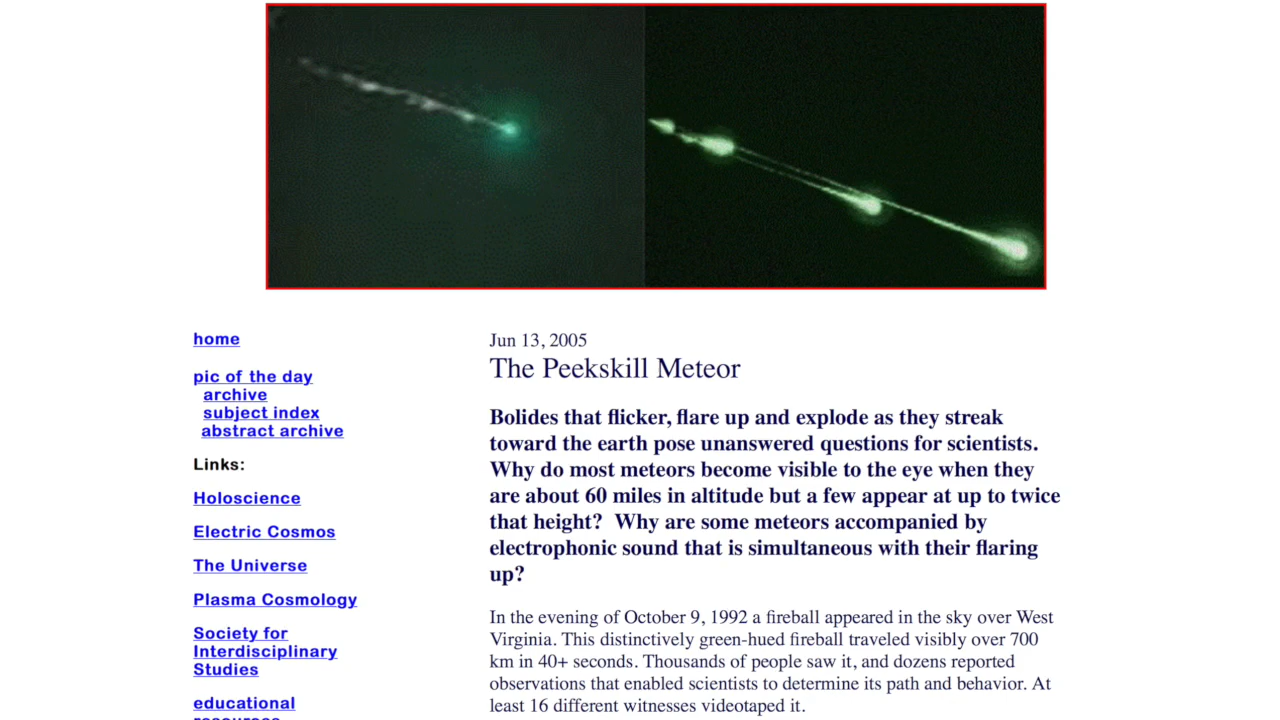 home
pic of the day
archive
subject index
abstract archive
Links:
Holoscience
Electric Cosmos
The Universe
Plasma Cosmology
Society for
Interdisciplinary
Studies
educational
Jun 13, 2005
The Peekskill Meteor
Bolides that flicker, flare up and explode as they streak
toward the earth pose unanswered questions for scientists.
Why do most meteors become visible to the eye when they
are about 60 miles in altitude but a few appear at up to twice
that height?  Why are some meteors accompanied by
electrophonic sound that is simultaneous with their flaring
up?
In the evening of October 9, 1992 a fireball appeared in the sky over West
Virginia. This distinctively green-hued fireball traveled visibly over 700
km in 40+ seconds. Thousands of people saw it, and dozens reported
observations that enabled scientists to determine its path and behavior. At
least 16 different witnesses videotaped it.